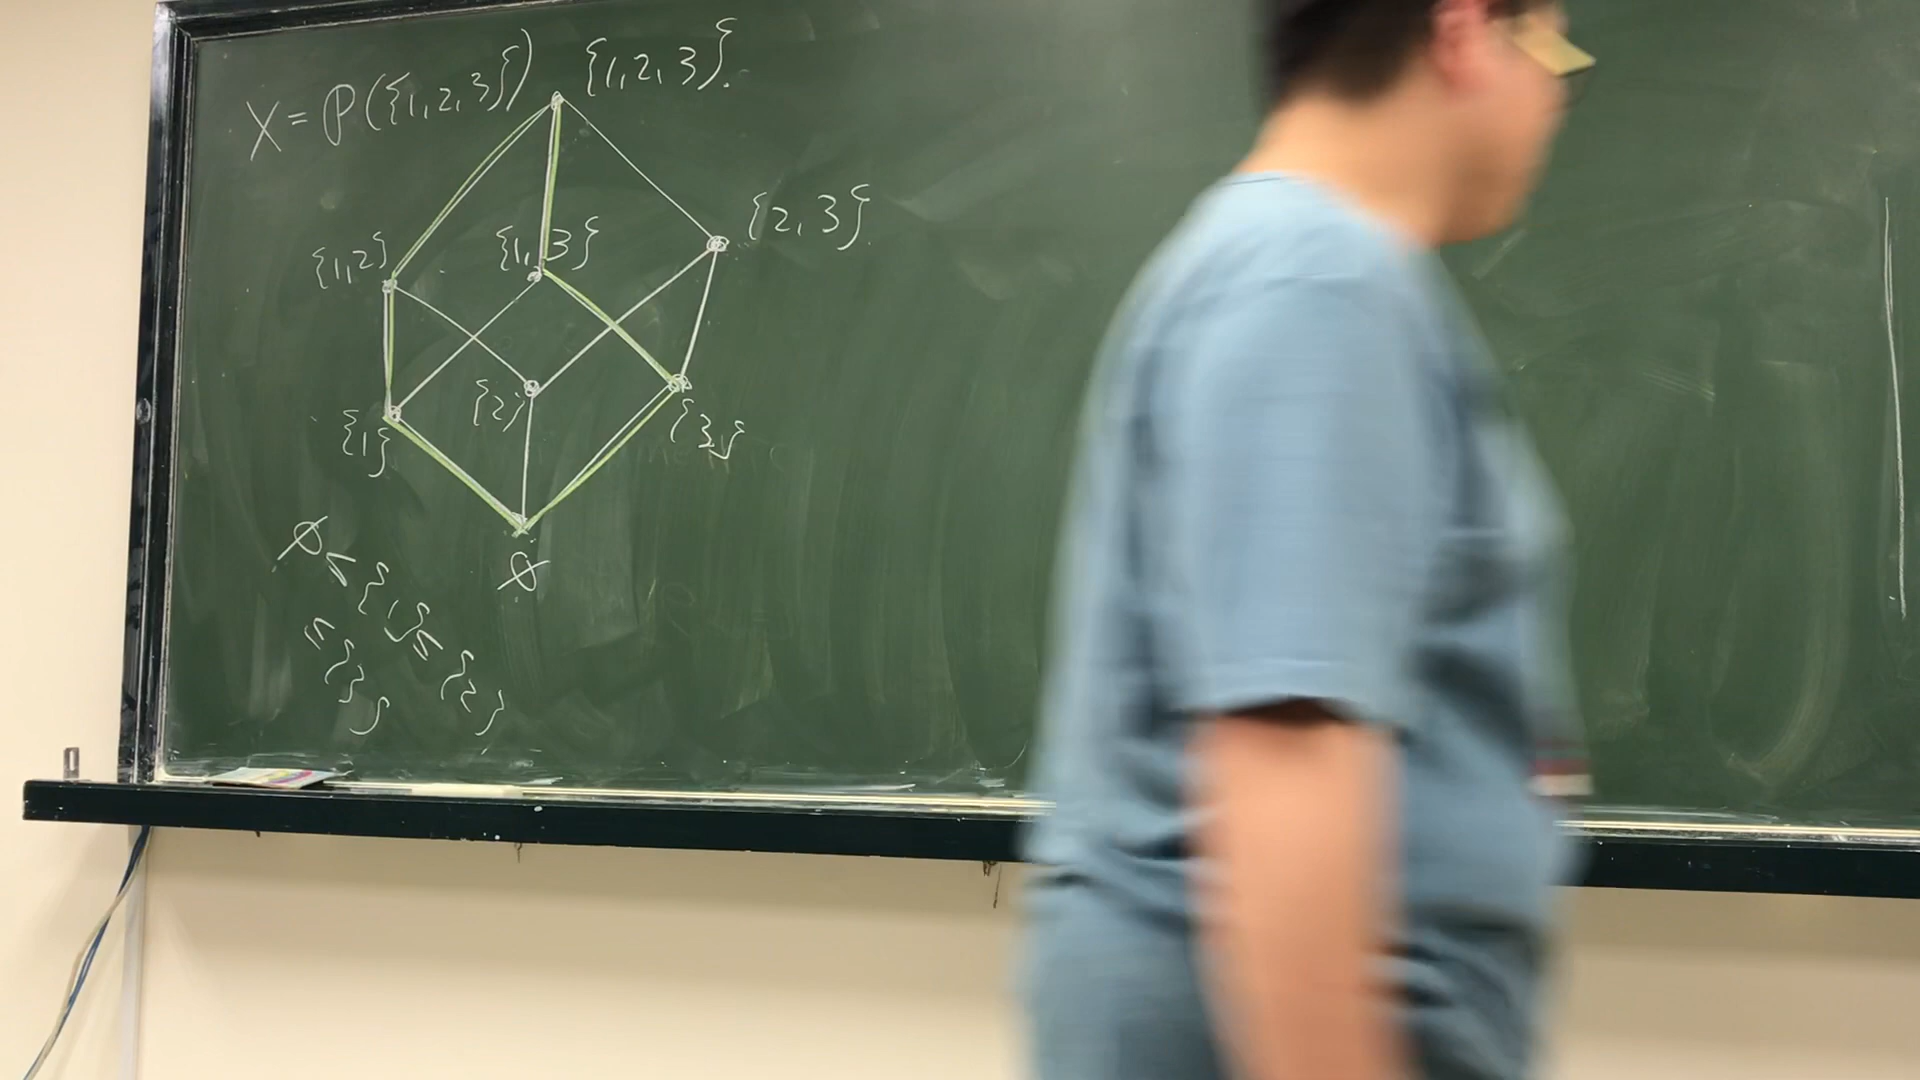 X = P({1,2,3}) {1,2,3}.
{1,2} {1,3} {2,3}.
{1} {2} {3}
∅
∅ ≤ {1} ≤ {2}
≤ {3}